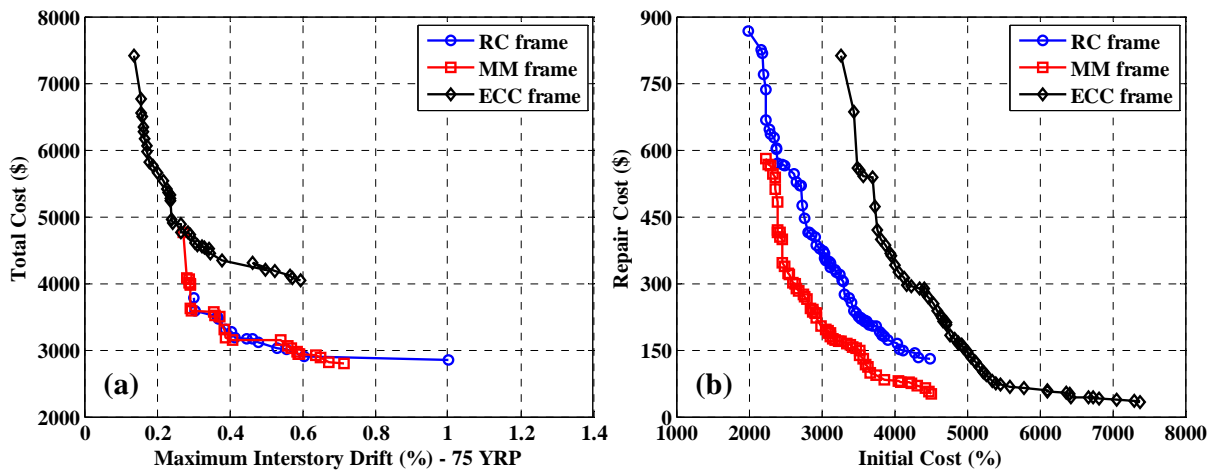 8000
7000
6000
5000
4000
3000
2000
Total Cost ($)
RC frame
MM frame
ECC frame
(a)
0 0.2 0.4 0.6 0.8 1 1.2 1.4
Maximum Interstory Drift (%) - 75 YRP
900
750
600
450
300
150
0
Repair Cost ($)
RC frame
MM frame
ECC frame
(b)
1000 2000 3000 4000 5000 6000 7000 8000
Initial Cost (%)